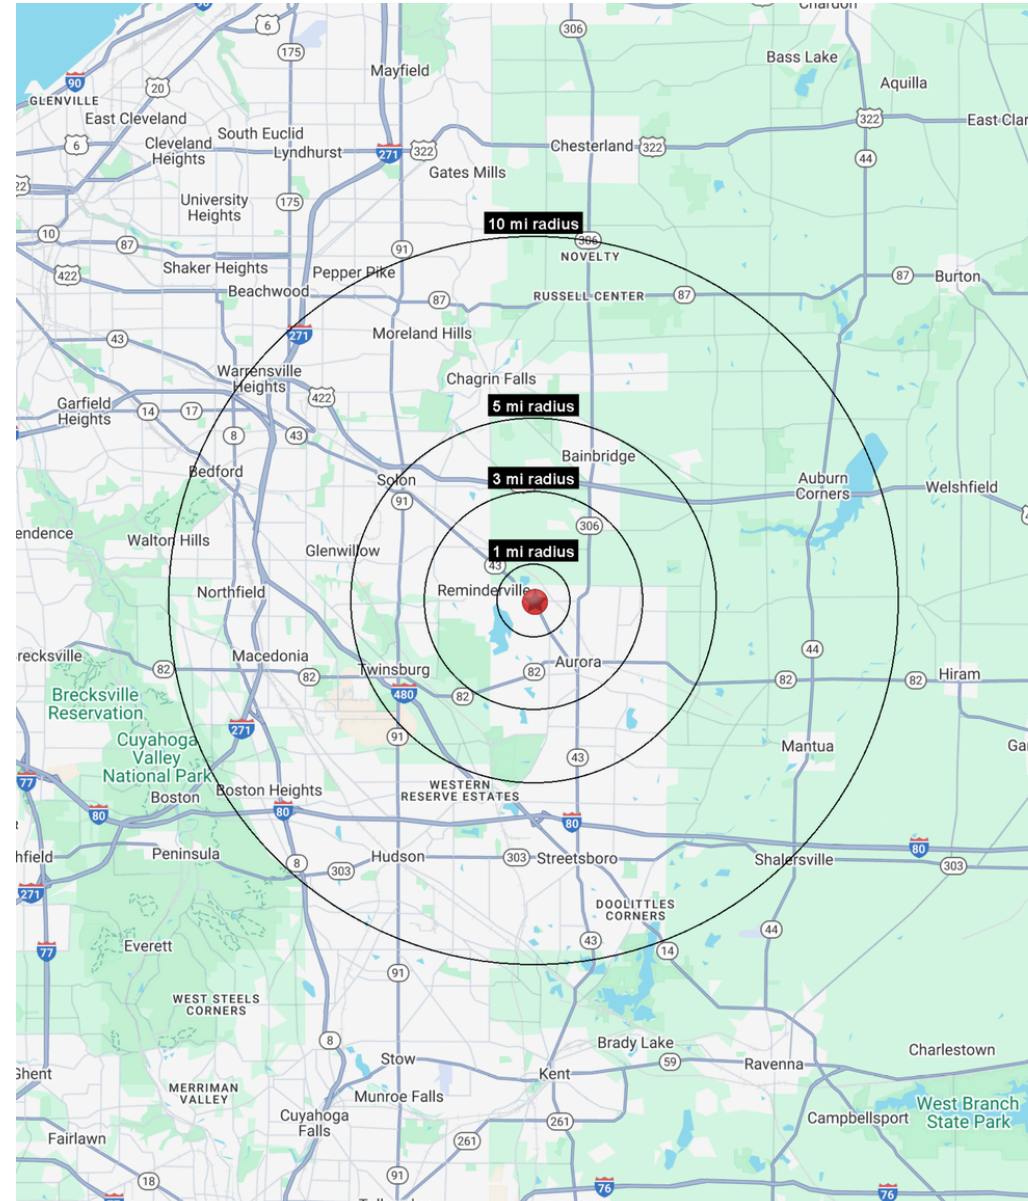 Chardon
90
6
306
175
Bass Lake
Mayfield
90
20
Aquilla
GLENVILLE
East Cleveland
322
East Clar
6
Cleveland
Heights
South Euclid
Lyndhurst
271
322
Chesterland
322
44
Gates Mills
22
175
University
Heights
10
87
91
10 mi radius
306
NOVELTY
422
Shaker Heights
Pepper Pike
87
Burton
Beachwood
87
RUSSELL CENTER
87
271
Moreland Hills
43
Warrensville
Heights
Chagrin Falls
422
Garfield
Heights
14
17
5 mi radius
8
43
Bainbridge
Bedford
Solon
3 mi radius
Auburn
Corners
Welshfield
91
306
endence
Walton Hills
Glenwillow
1 mi radius
43
Northfield
Reminderville
44
recksville
82
Macedonia
82
Twinsburg
82
Aurora
82
82
Hiram
480
82
Brecksville
Reservation
271
91
Cuyahoga
Valley
National Park
43
Mantua
Ga
77
Boston
Boston Heights
WESTERN
RESERVE ESTATES
80
80
80
80
hfield
Peninsula
8
303
Hudson
303
Streetsboro
Shalersville
303
271
DOOLITTLES
CORNERS
44
Everett
77
43
14
91
WEST STEELS
CORNERS
8
Brady Lake
Stow
59
Ravenna
Charlestown
Ghent
Kent
MERRIMAN
VALLEY
Munroe Falls
Cuyahoga
Falls
261
Campbellsport
West Branch
State Park
Fairlawn
261
18
91
76
76